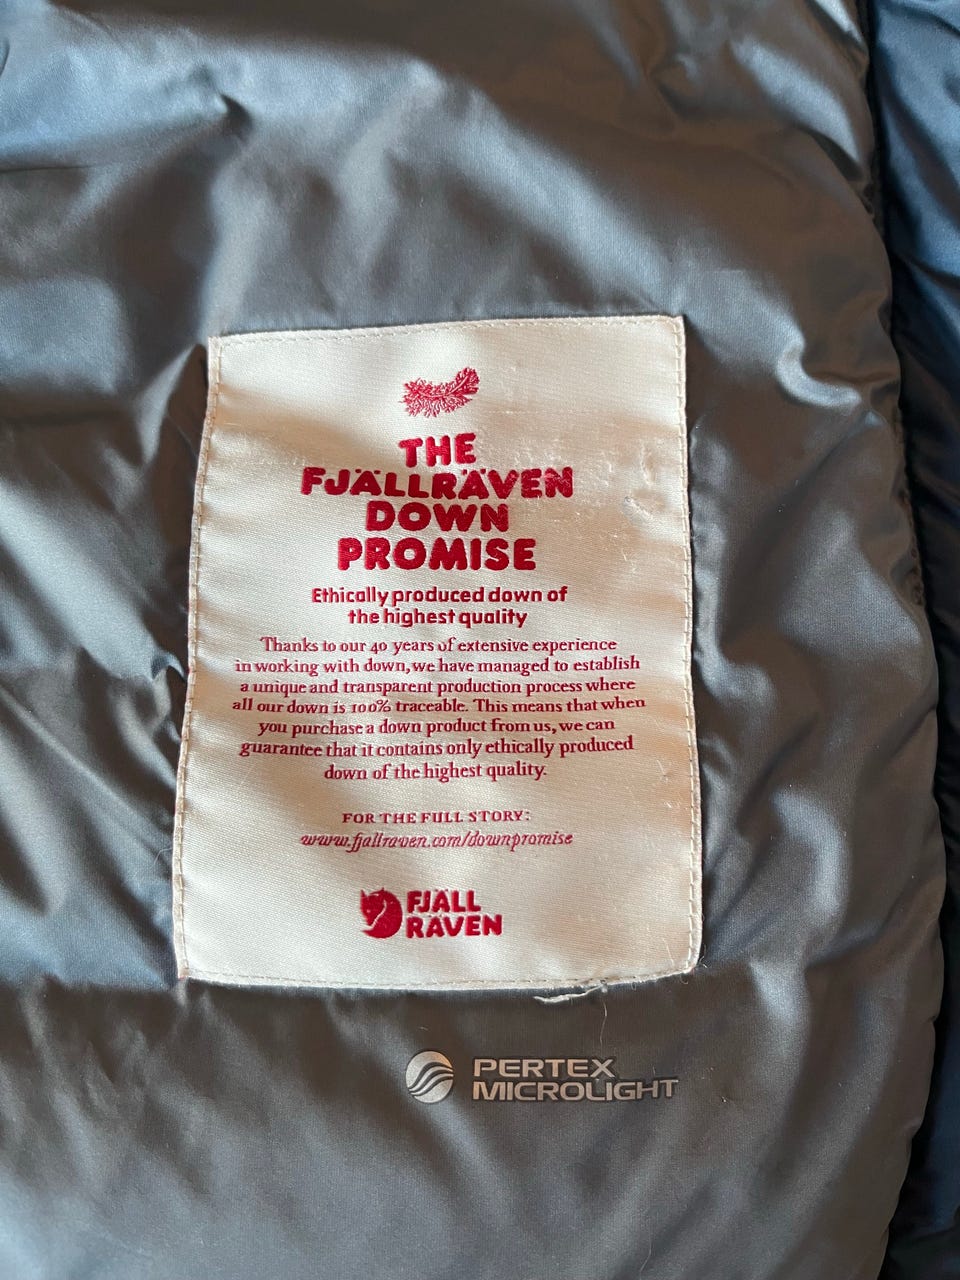 THE
FJÄLLRÄVEN
DOWN
PROMISE
Ethically produced down of
the highest quality
Thanks to our 40 years of extensive experience
in working with down, we have managed to establish
a unique and transparent production process where
all our down is 100% traceable. This means that when
you purchase a down product from us, we can
guarantee that it contains only ethically produced
down of the highest quality.
FOR THE FULL STORY:
www.fjallraven.com/downpromise
FJÄLL
RÄVEN
PERTEX
MICROLIGHT